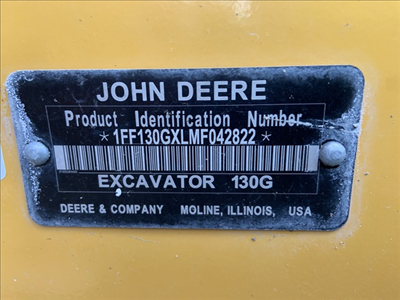 JOHN DEERE
Product Identification Number
*1FF130GXLMF042822*
EXCAVATOR 130G
DEERE & COMPANY MOLINE, ILLINOIS, USA